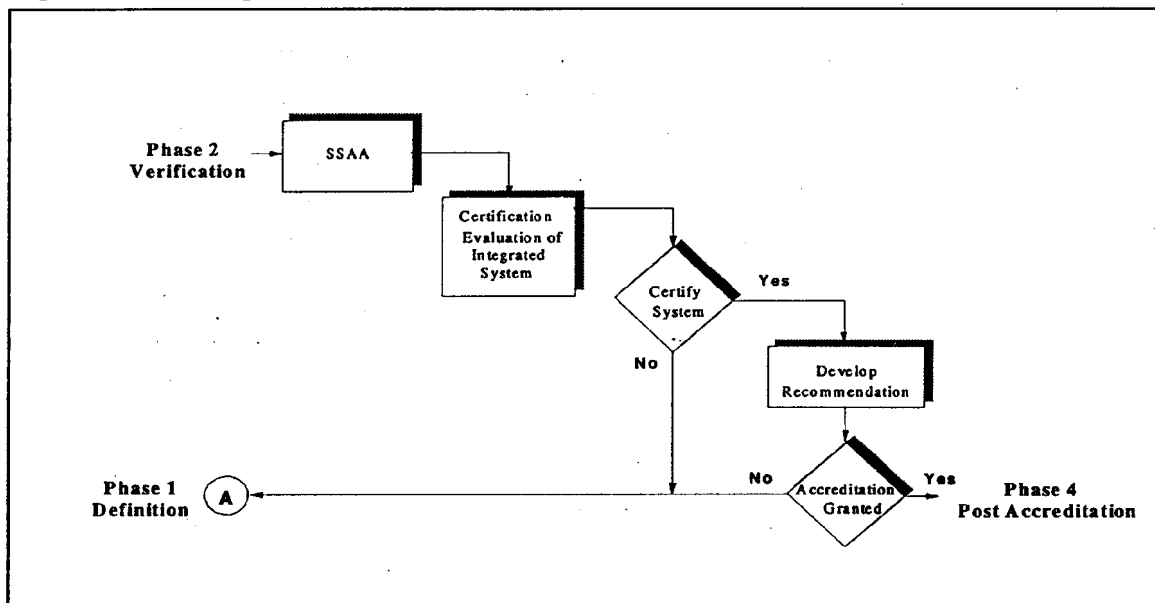 Phase 2
Verification
SSAA
Certification
Evaluation of
Integrated
System
Certify
System
Yes
No
Develop
Recommendation
No
Accreditation
Granted
Yes
Phase 4
Post Accreditation
Phase 1
Definition
A